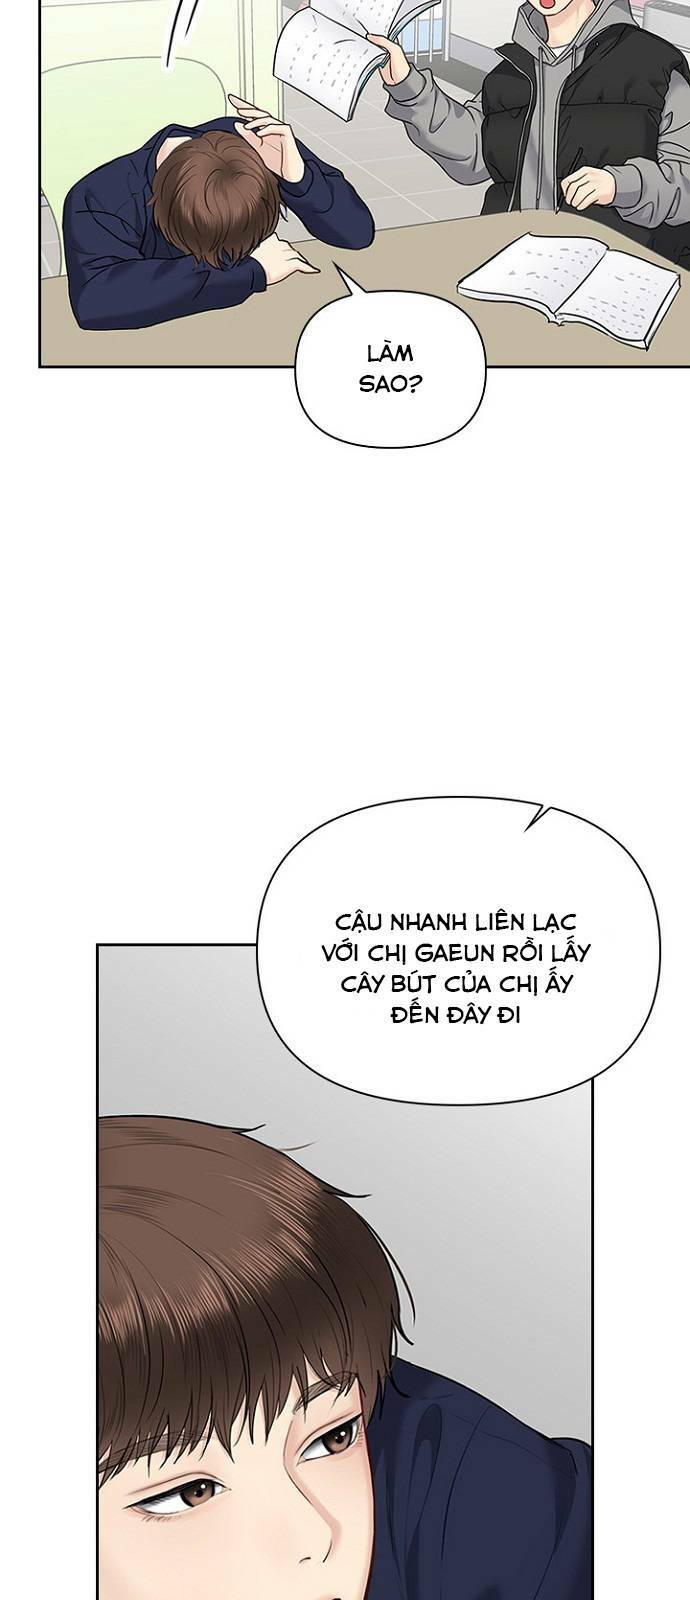 LÀM
SAO?
CẬU NHANH LIÊN LẠC
VỚI CHỊ GAEUN RỒI LẤY
CÂY BÚT CỦA CHỊ ẤY
ĐẾN ĐÂY ĐI